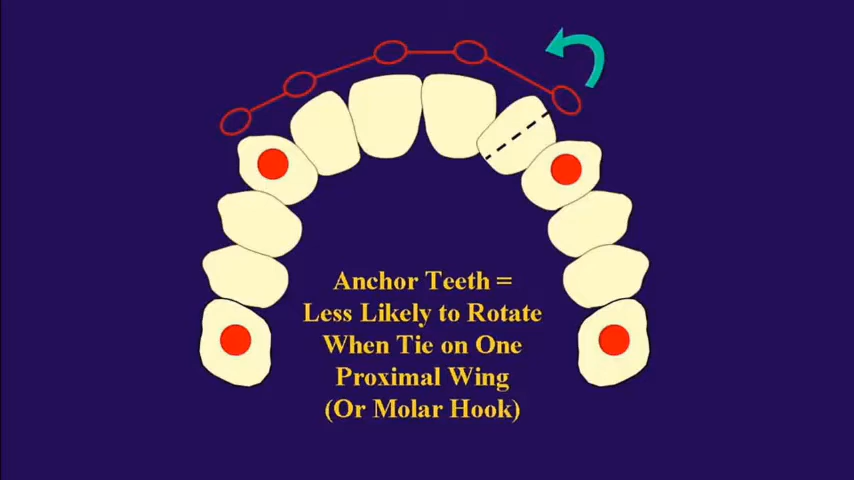 Anchor Teeth =
Less Likely to Rotate
When Tie on One
Proximal Wing
(Or Molar Hook)